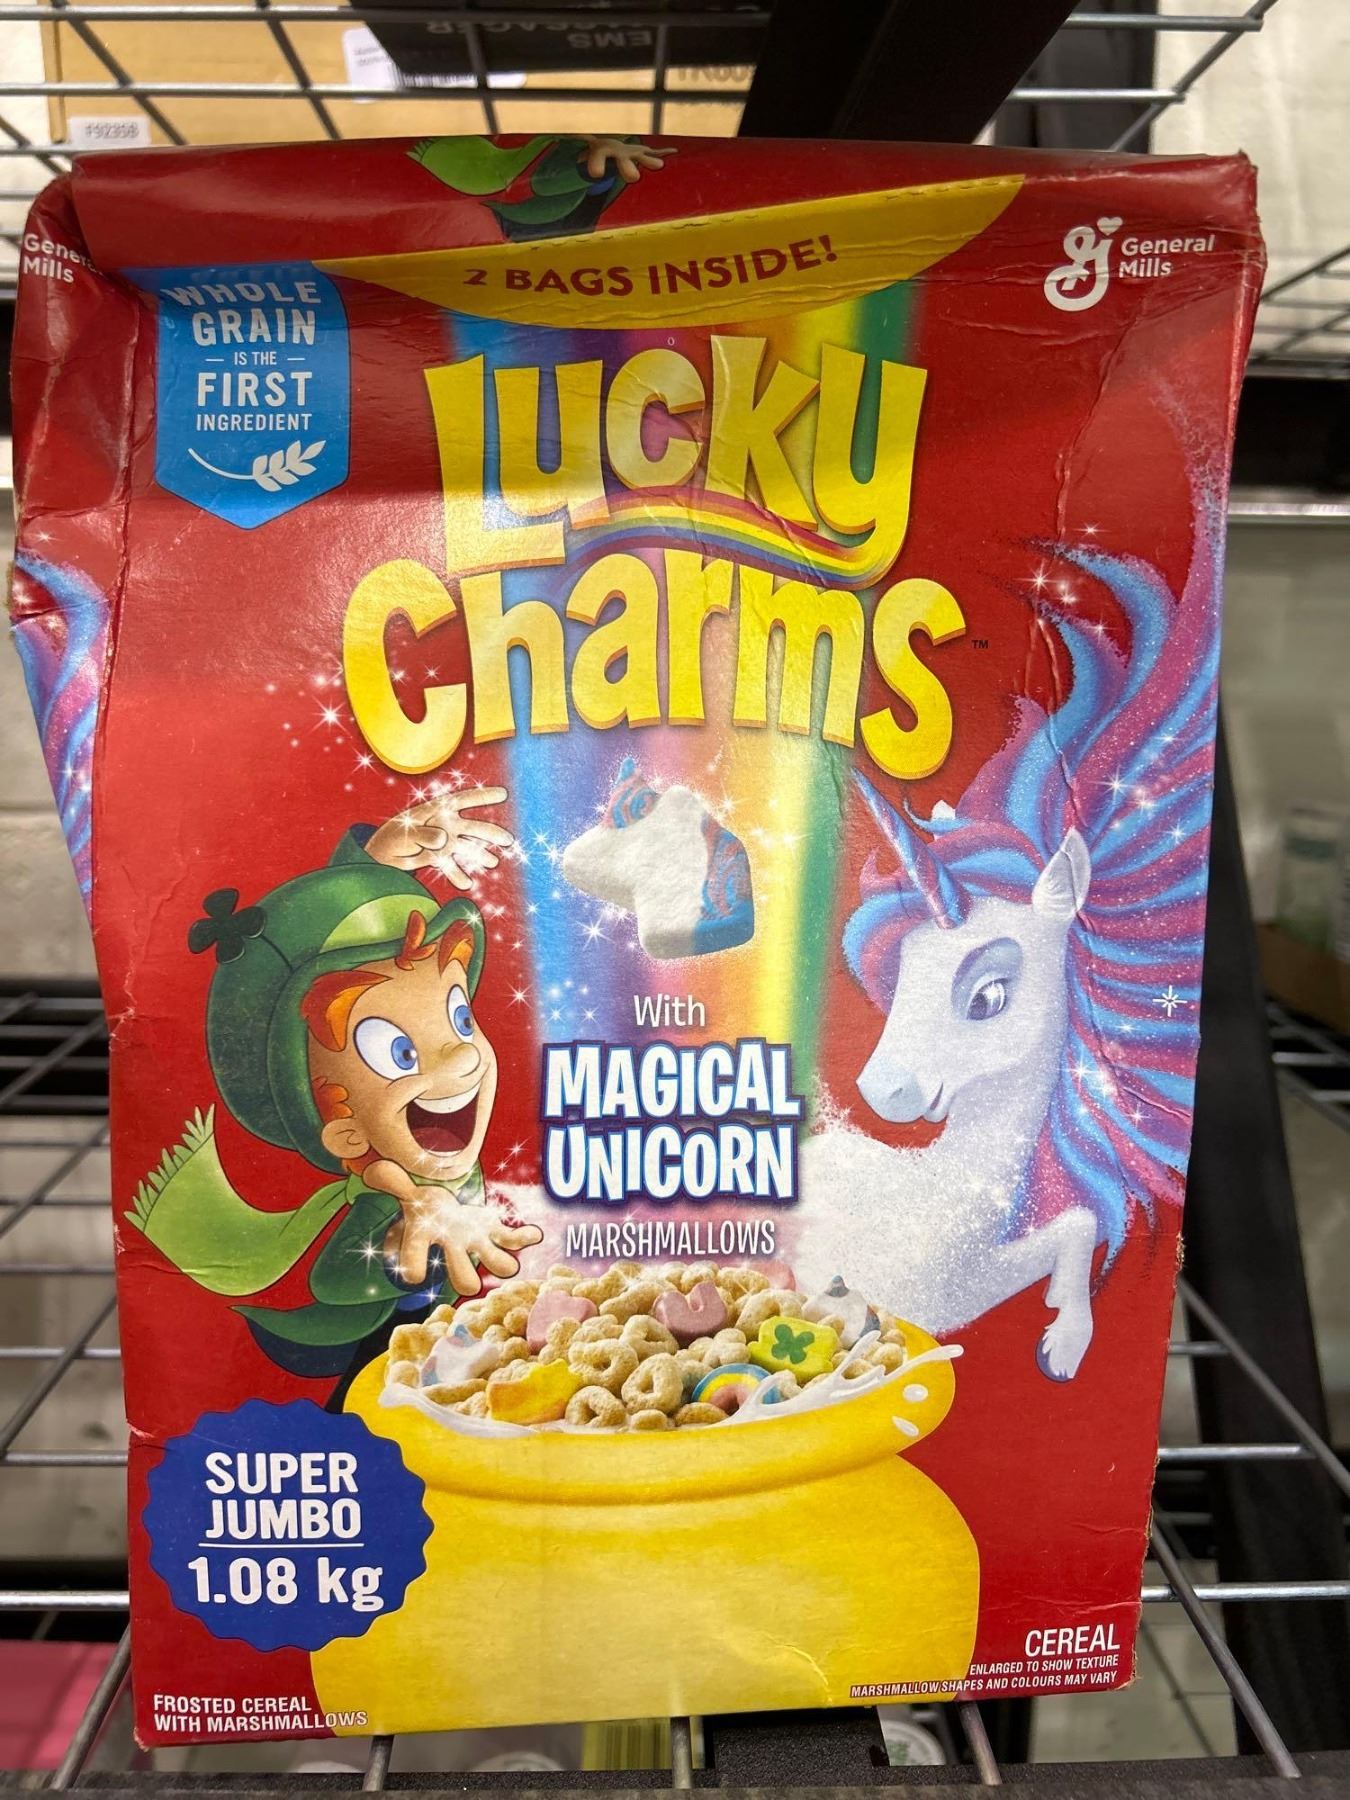 T92358
General
Mills
WHOLE
GRAIN
IS THE
FIRST
INGREDIENT
2 BAGS INSIDE!
General
Mills
Lucky
Charms
TM
With
MAGICAL
UNICORN
MARSHMALLOWS
SUPER
JUMBO
1.08 kg
FROSTED CEREAL
WITH MARSHMALLOWS
CEREAL
ENLARGED TO SHOW TEXTURE
MARSHMALLOW SHAPES AND COLOURS MAY VARY